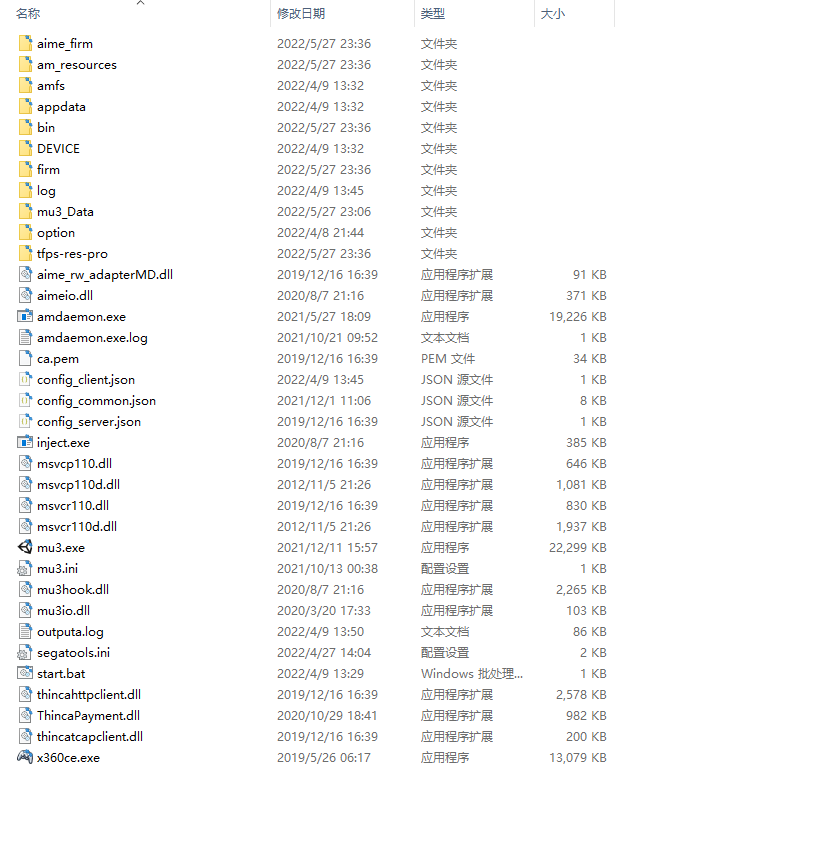 名称 修改日期 类型 大小
aime_firm 2022/5/27 23:36 文件夹
am_resources 2022/5/27 23:36 文件夹
amfs 2022/4/9 13:32 文件夹
appdata 2022/4/9 13:32 文件夹
bin 2022/5/27 23:36 文件夹
DEVICE 2022/4/9 13:32 文件夹
firm 2022/5/27 23:36 文件夹
log 2022/4/9 13:45 文件夹
mu3_Data 2022/5/27 23:06 文件夹
option 2022/4/8 21:44 文件夹
tfps-res-pro 2022/5/27 23:36 文件夹
aime_rw_adapterMD.dll 2019/12/16 16:39 应用程序扩展 91 KB
aimeio.dll 2020/8/7 21:16 应用程序扩展 371 KB
amdaemon.exe 2021/5/27 18:09 应用程序 19,226 KB
amdaemon.exe.log 2021/10/21 09:52 文本文档 1 KB
ca.pem 2019/12/16 16:39 PEM 文件 34 KB
config_client.json 2022/4/9 13:45 JSON 源文件 1 KB
config_common.json 2021/12/1 11:06 JSON 源文件 8 KB
config_server.json 2019/12/16 16:39 JSON 源文件 1 KB
inject.exe 2020/8/7 21:16 应用程序 385 KB
msvcp110.dll 2019/12/16 16:39 应用程序扩展 646 KB
msvcp110d.dll 2012/11/5 21:26 应用程序扩展 1,081 KB
msvcr110.dll 2019/12/16 16:39 应用程序扩展 830 KB
msvcr110d.dll 2012/11/5 21:26 应用程序扩展 1,937 KB
mu3.exe 2021/12/11 15:57 应用程序 22,299 KB
mu3.ini 2021/10/13 00:38 配置设置 1 KB
mu3hook.dll 2020/8/7 21:16 应用程序扩展 2,265 KB
mu3io.dll 2020/3/20 17:33 应用程序扩展 103 KB
outputa.log 2022/4/9 13:50 文本文档 86 KB
segatools.ini 2022/4/27 14:04 配置设置 2 KB
start.bat 2022/4/9 13:29 Windows 批处理... 1 KB
thincahttpclient.dll 2019/12/16 16:39 应用程序扩展 2,578 KB
ThincaPayment.dll 2020/10/29 18:41 应用程序扩展 982 KB
thincatcapclient.dll 2019/12/16 16:39 应用程序扩展 200 KB
x360ce.exe 2019/5/26 06:17 应用程序 13,079 KB